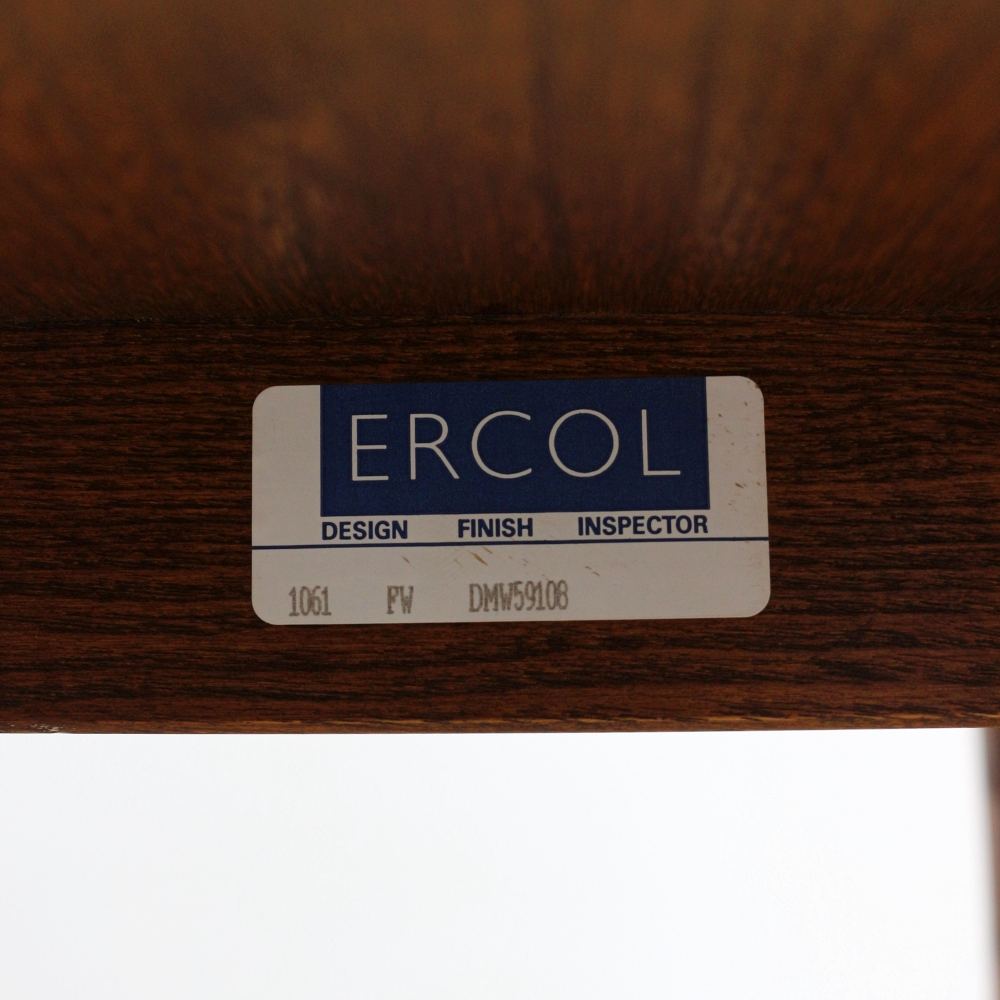 ERCOL
DESIGN FINISH INSPECTOR
1061 FW DMW59108